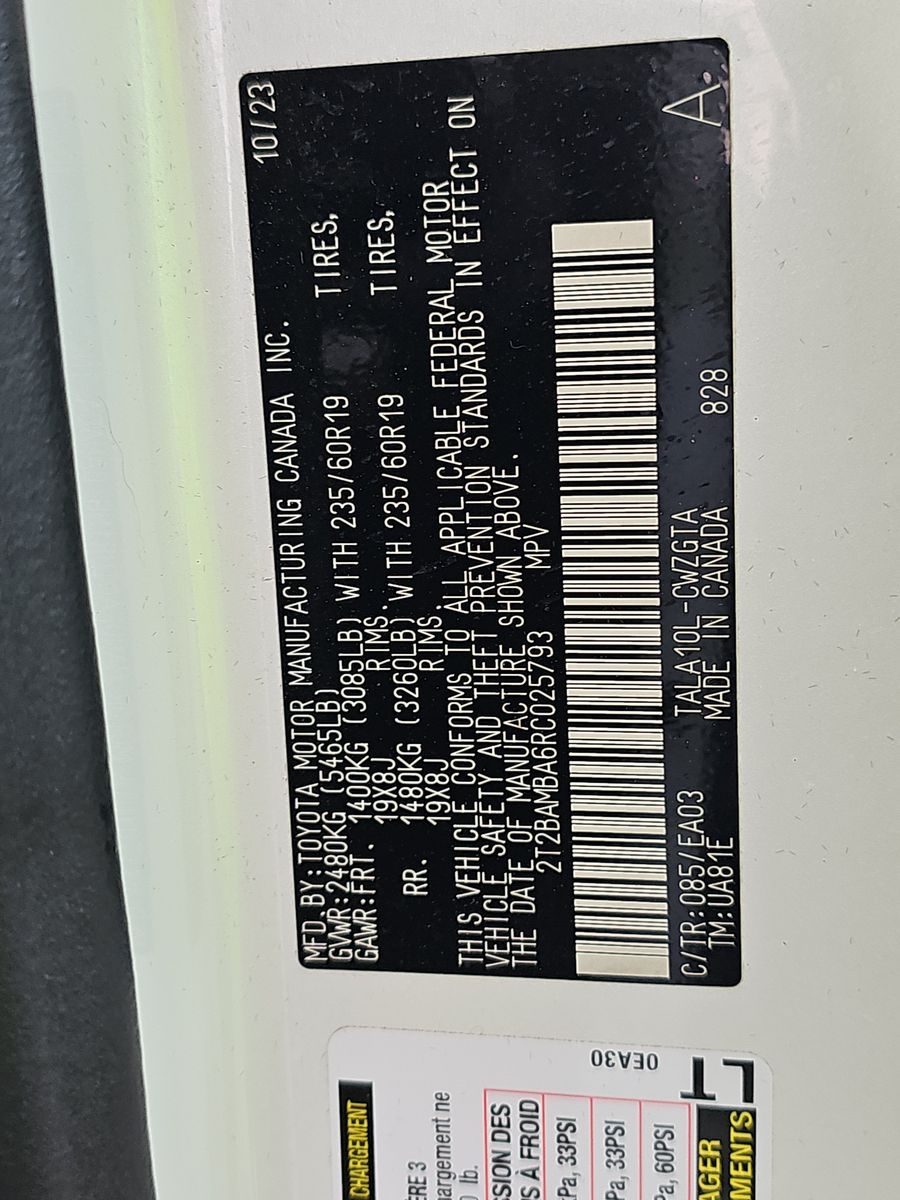 MFD.BY:TOYOTA MOTOR MANUFACTURING CANADA INC. 10/23
GVWR:2480KG (5465LB)
GAWR:FRT. 1400KG (3085LB) WITH 235/60R19 TIRES,
19X8J RIMS.
RR. 1480KG (3260LB) WITH 235/60R19 TIRES,
19X8J RIMS.
THIS VEHICLE CONFORMS TO ALL APPLICABLE FEDERAL MOTOR
VEHICLE SAFETY AND THEFT PREVENTION STANDARDS IN EFFECT ON
THE DATE OF MANUFACTURE SHOWN ABOVE.
2T2BAMBA6RC025793 MPV
C/TR:085/EA03 TALA10L-CWZGTA A.
TM:UA81E MADE IN CANADA 828
CHARGEMENT
ÈRE 3
hargement ne
lb.
SSION DES
S À FROID
Pa, 33PSI
Pa, 33PSI
Pa, 60PSI
0EA30
AGER
MENTS